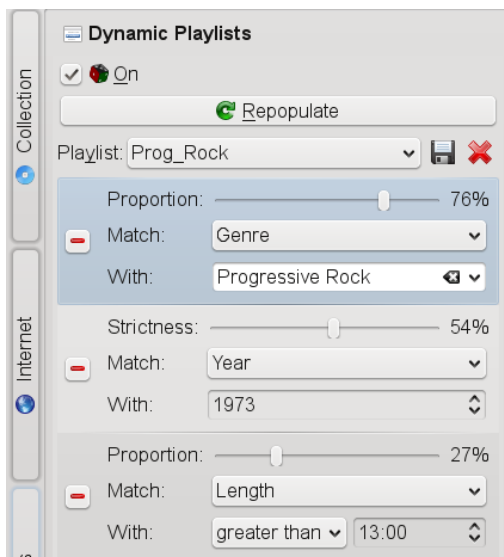 Dynamic Playlists
On
Repopulate
Playlist: Prog_Rock
Proportion: 76%
Match: Genre
With: Progressive Rock
Strictness: 54%
Match: Year
With: 1973
Proportion: 27%
Match: Length
With: greater than 13:00
Collection
Internet